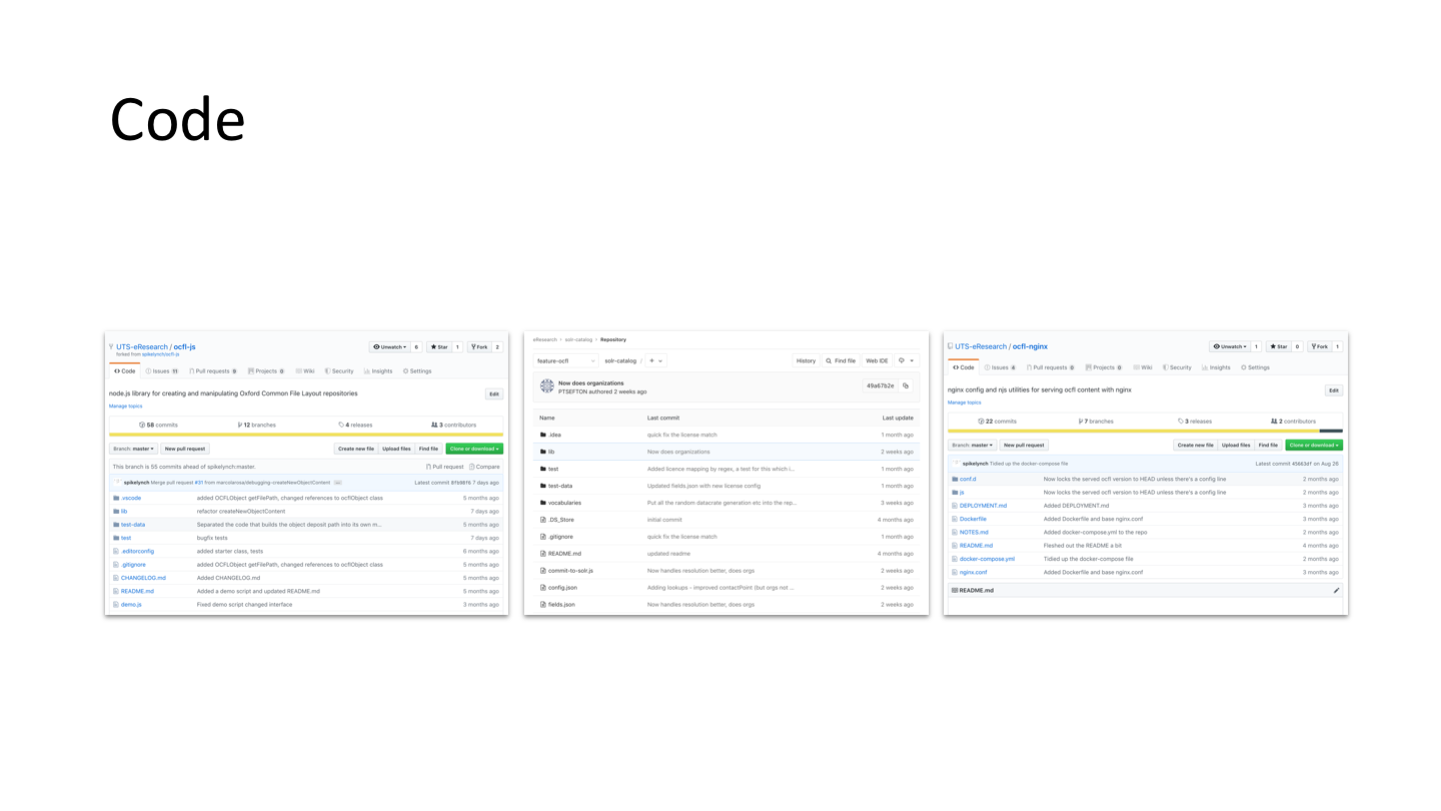 Code
UTS-eResearch / ocfl-js
forked from spikelynch/ocfl-js
Unwatch 6 Star 1 Fork 2
Code Issues 11 Pull requests 0 Projects 0 Wiki Security Insights Settings
node.js library for creating and manipulating Oxford Common File Layout repositories Edit
Manage topics
58 commits 12 branches 4 releases 3 contributors
Branch: master New pull request Create new file Upload files Find file Clone or download
This branch is 55 commits ahead of spikelynch:master. Pull request Compare
spikelynch Merge pull request #31 from marcolarosa/debugging-createNewObjectContent ... Latest commit 7 days ago
.vscode added OCFLObject getFilePath, changed references to ocflObject class 5 months ago
lib refactor createNewObjectContent 7 days ago
test-data Separated the code that builds the object deposit path into its own m... 5 months ago
test bugfix tests 7 days ago
.editorconfig added starter class, tests 6 months ago
.gitignore added OCFLObject getFilePath, changed references to ocflObject class 5 months ago
CHANGELOG.md Added CHANGELOG.md 5 months ago
README.md Added a demo script and updated README.md 5 months ago
demo.js Fixed demo script changed interface 3 months ago
eResearch › solr-catalog › Repository
feature-ocfl solr-catalog / + History Find file Web IDE
Now does organizations
PTSEFTON authored 2 weeks ago 49a67b2e
Name Last commit Last update
.idea quick fix the license match 1 month ago
lib Now does organizations 2 weeks ago
test Added licence mapping by regex, a test for this which i... 1 month ago
test-data Updated fields.json with new license config. 1 month ago
vocabularies Put all the random datacrate generation etc into the rep... 3 weeks ago
.DS_Store initial commit 4 months ago
.gitignore quick fix the license match 1 month ago
README.md updated readme 4 months ago
commit-to-solr.js Now handles resolution better, does orgs 2 weeks ago
config.json Adding lookups - improved contactPoint (but orgs not ... 2 weeks ago
fields.json Now handles resolution better, does orgs 2 weeks ago
UTS-eResearch / ocfl-nginx Unwatch 1 Star 0 Fork 1
Code Issues 4 Pull requests 0 Projects 0 Wiki Security Insights Settings
nginx config and njs utilities for serving ocfl content with nginx Edit
Manage topics
22 commits 7 branches 3 releases 2 contributors
Branch: master New pull request Create new file Upload files Find file Clone or download
spikelynch Tidied up the docker-compose file Latest commit on Aug 26
conf.d Now locks the served ocfl version to HEAD unless there's a config line 2 months ago
js Now locks the served ocfl version to HEAD unless there's a config line 2 months ago
DEPLOYMENT.md Added DEPLOYMENT.md 3 months ago
Dockerfile Added Dockerfile and base nginx.conf 3 months ago
NOTES.md Added docker-compose.yml to the repo 2 months ago
README.md Fleshed out the README a bit 4 months ago
docker-compose.yml Tidied up the docker-compose file 2 months ago
nginx.conf Added Dockerfile and base nginx.conf 3 months ago
README.md